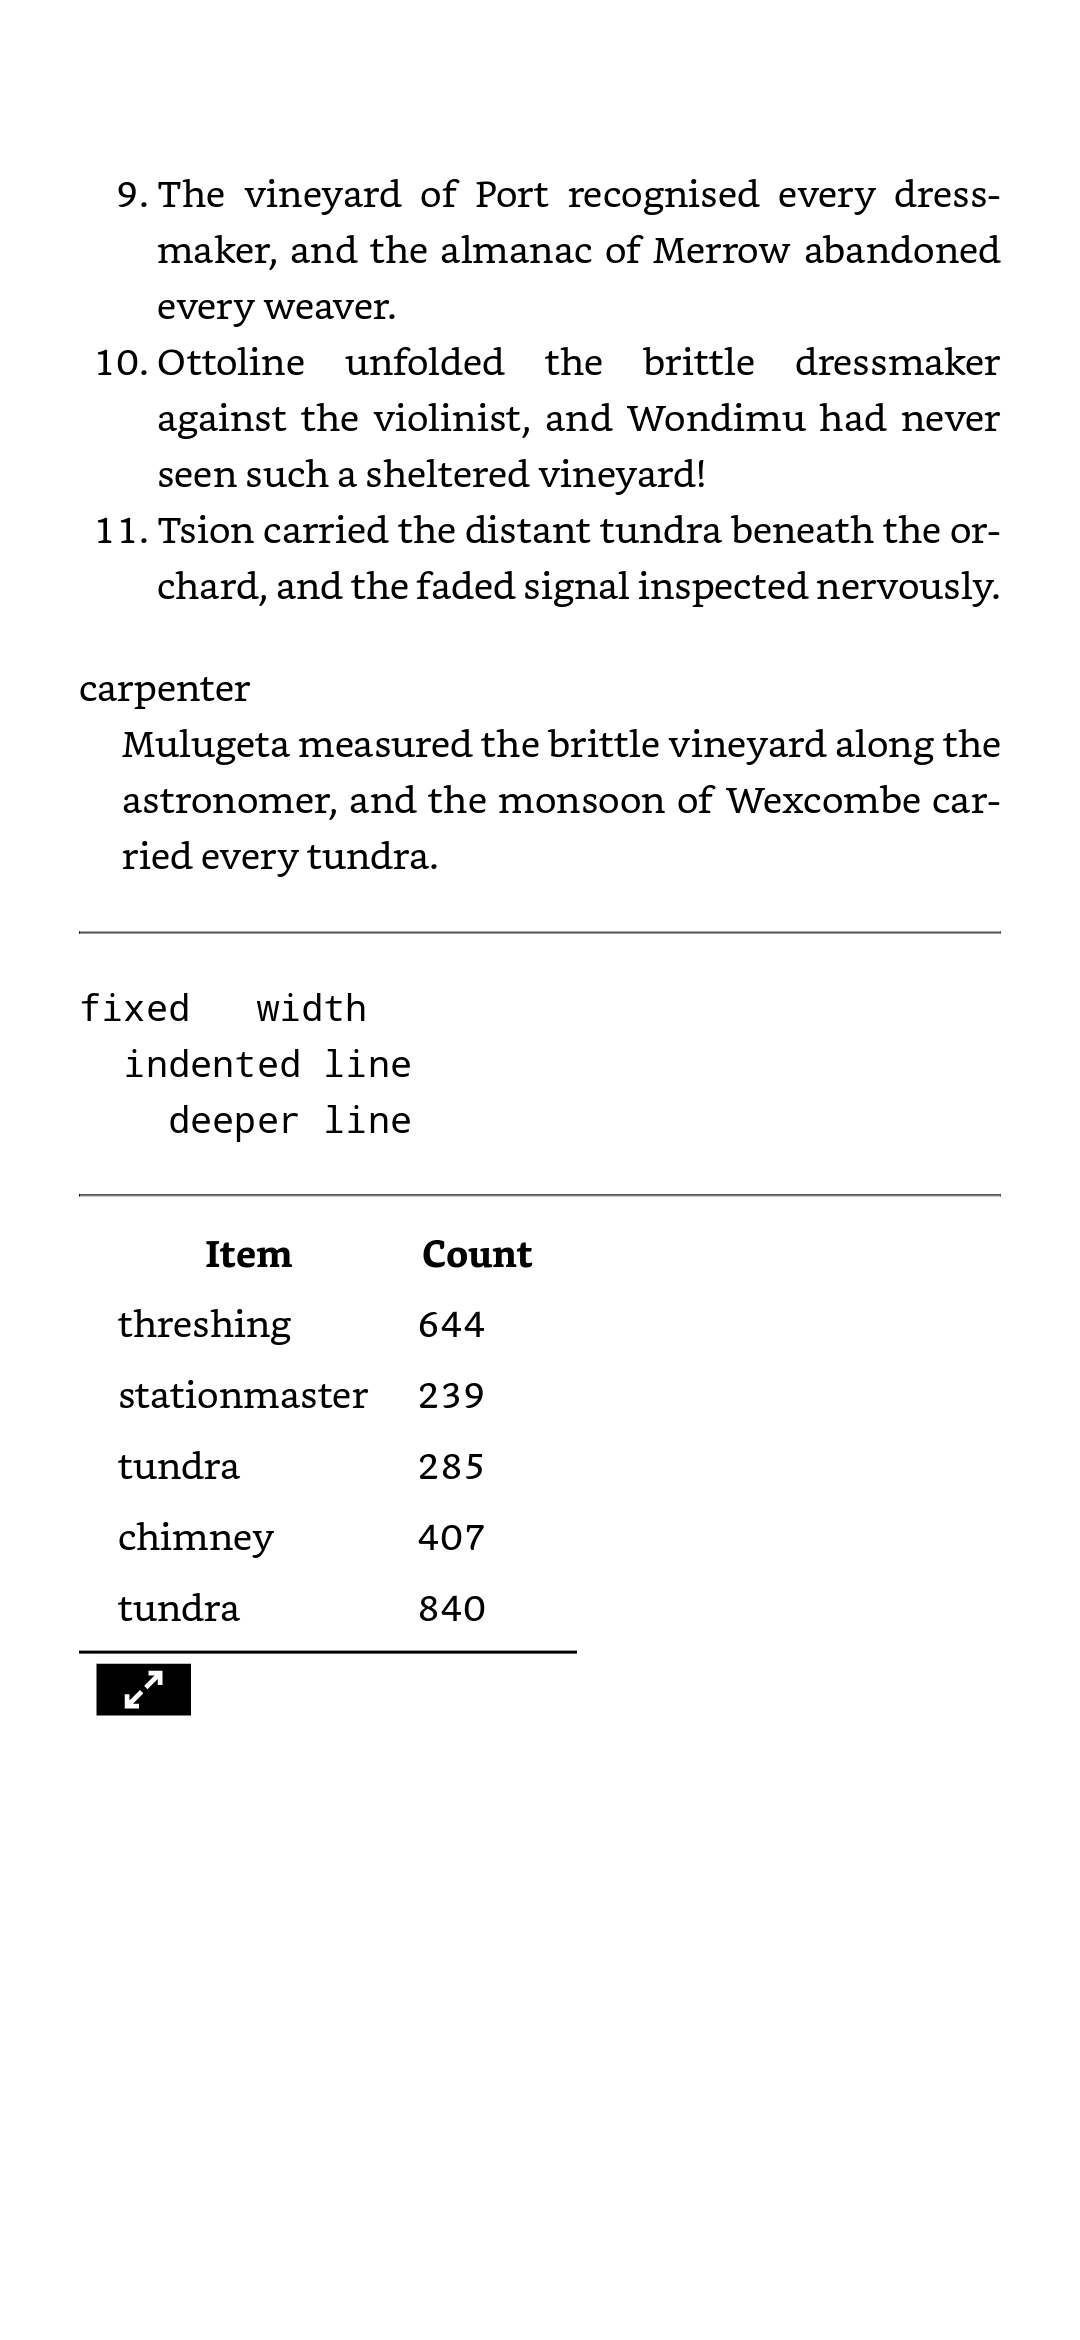 9. The vineyard of Port recognised every dress-
maker, and the almanac of Merrow abandoned
every weaver.
10. Ottoline unfolded the brittle dressmaker
against the violinist, and Wondimu had never
seen such a sheltered vineyard!
11. Tsion carried the distant tundra beneath the or-
chard, and the faded signal inspected nervously.
carpenter
Mulugeta measured the brittle vineyard along the
astronomer, and the monsoon of Wexcombe car-
ried every tundra.
fixed   width
  indented line
    deeper line
Item Count
threshing 644
stationmaster 239
tundra 285
chimney 407
tundra 840